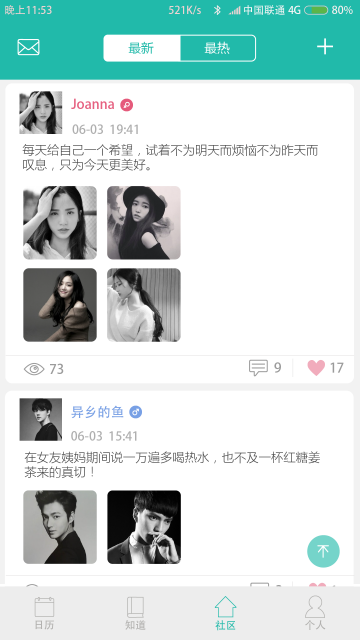 晚上11:53 521K/s 中国联通 4G 80%
最新 最热
Joanna
06-03 19:41
每天给自己一个希望，试着不为明天而烦恼不为昨天而
叹息，只为今天更美好。
73 9 17
异乡的鱼
06-03 15:41
在女友姨妈期间说一万遍多喝热水，也不及一杯红糖姜
茶来的真切！
日历 知道 社区 个人